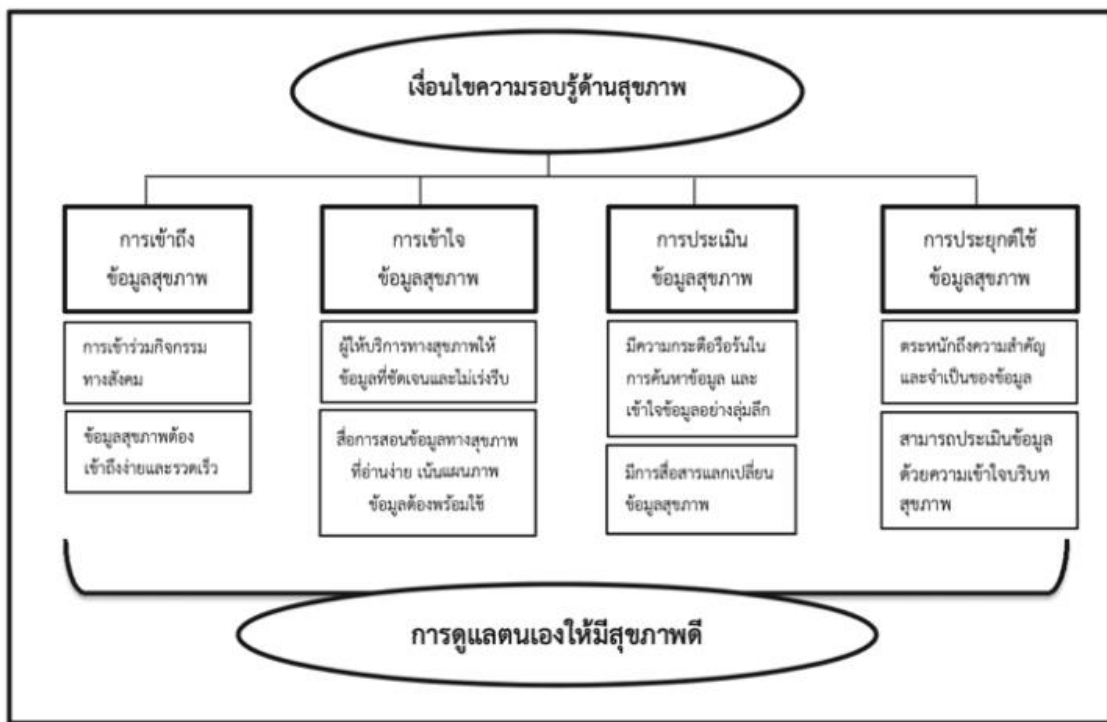 เงื่อนไขความรอบรู้ด้านสุขภาพ
การเข้าถึง
ข้อมูลสุขภาพ
การเข้าร่วมกิจกรรม
ทางสังคม
ข้อมูลสุขภาพต้อง
เข้าถึงง่ายและรวดเร็ว
การเข้าใจ
ข้อมูลสุขภาพ
ผู้ให้บริการทางสุขภาพให้
ข้อมูลที่ชัดเจนและไม่เร่งรีบ
สื่อการสอนข้อมูลทางสุขภาพ
ที่อ่านง่าย เน้นแผนภาพ
ข้อมูลต้องพร้อมใช้
การประเมิน
ข้อมูลสุขภาพ
มีความกระตือรือร้นใน
การค้นหาข้อมูล และ
เข้าใจข้อมูลอย่างลุ่มลึก
มีการสื่อสารแลกเปลี่ยน
ข้อมูลสุขภาพ
การประยุกต์ใช้
ข้อมูลสุขภาพ
ตระหนักถึงความสำคัญ
และจำเป็นของข้อมูล
สามารถประเมินข้อมูล
ด้วยความเข้าใจบริบท
สุขภาพ
การดูแลตนเองให้มีสุขภาพดี